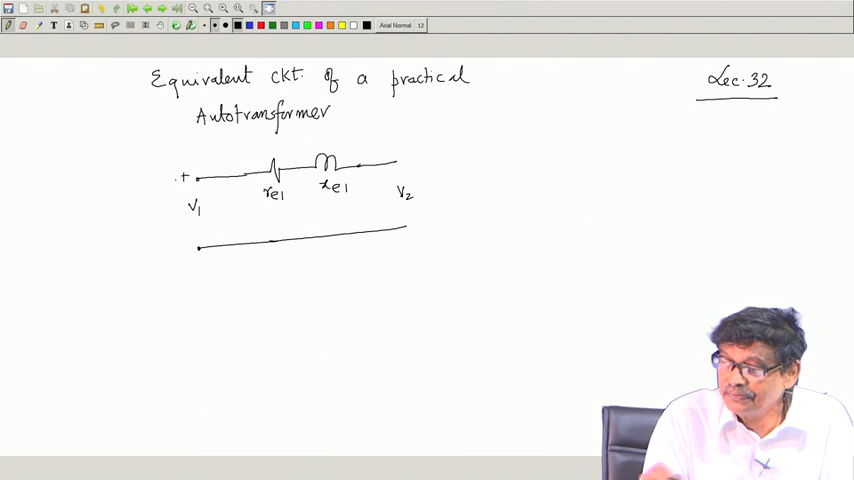 Arial Normal 12
Equivalent ckt. of a practical
Lec. 32
Autotransformer
+
re1 xe1
V1 V2